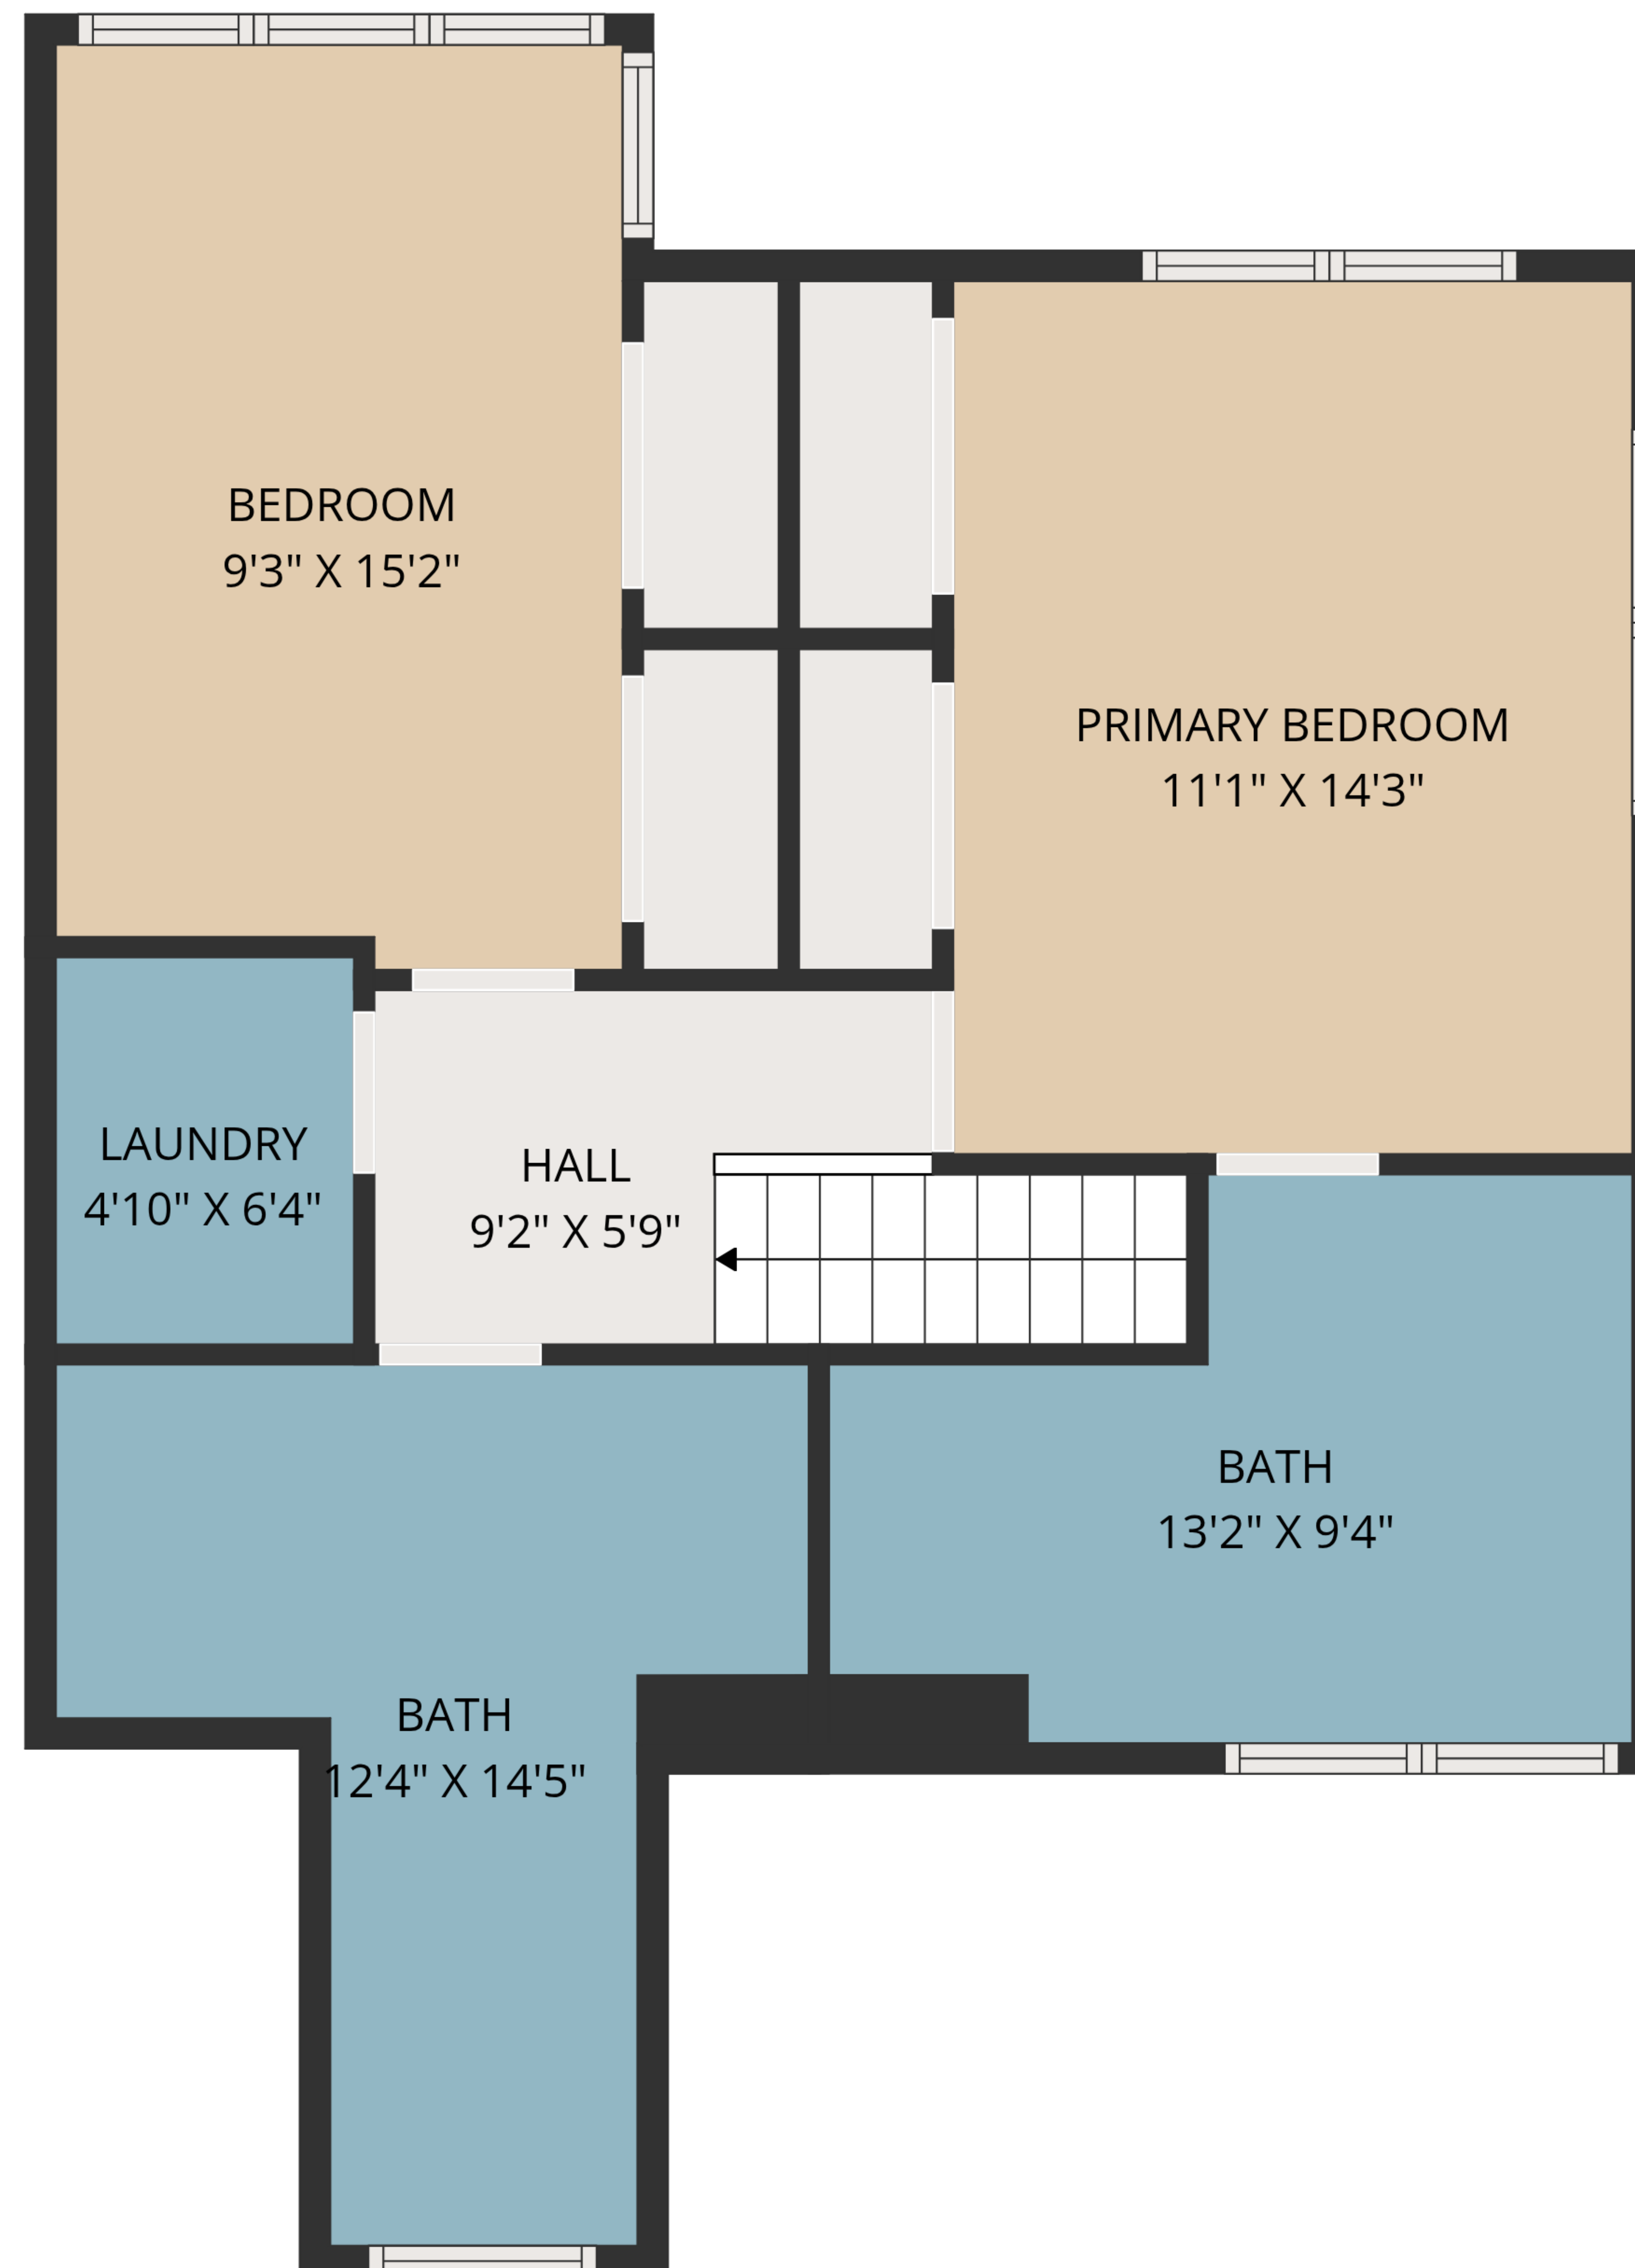 BEDROOM
9'3" X 15'2"
PRIMARY BEDROOM
11'1" X 14'3"
LAUNDRY
4'10" X 6'4"
HALL
9'2" X 5'9"
BATH
13'2" X 9'4"
BATH
12'4" X 14'5"